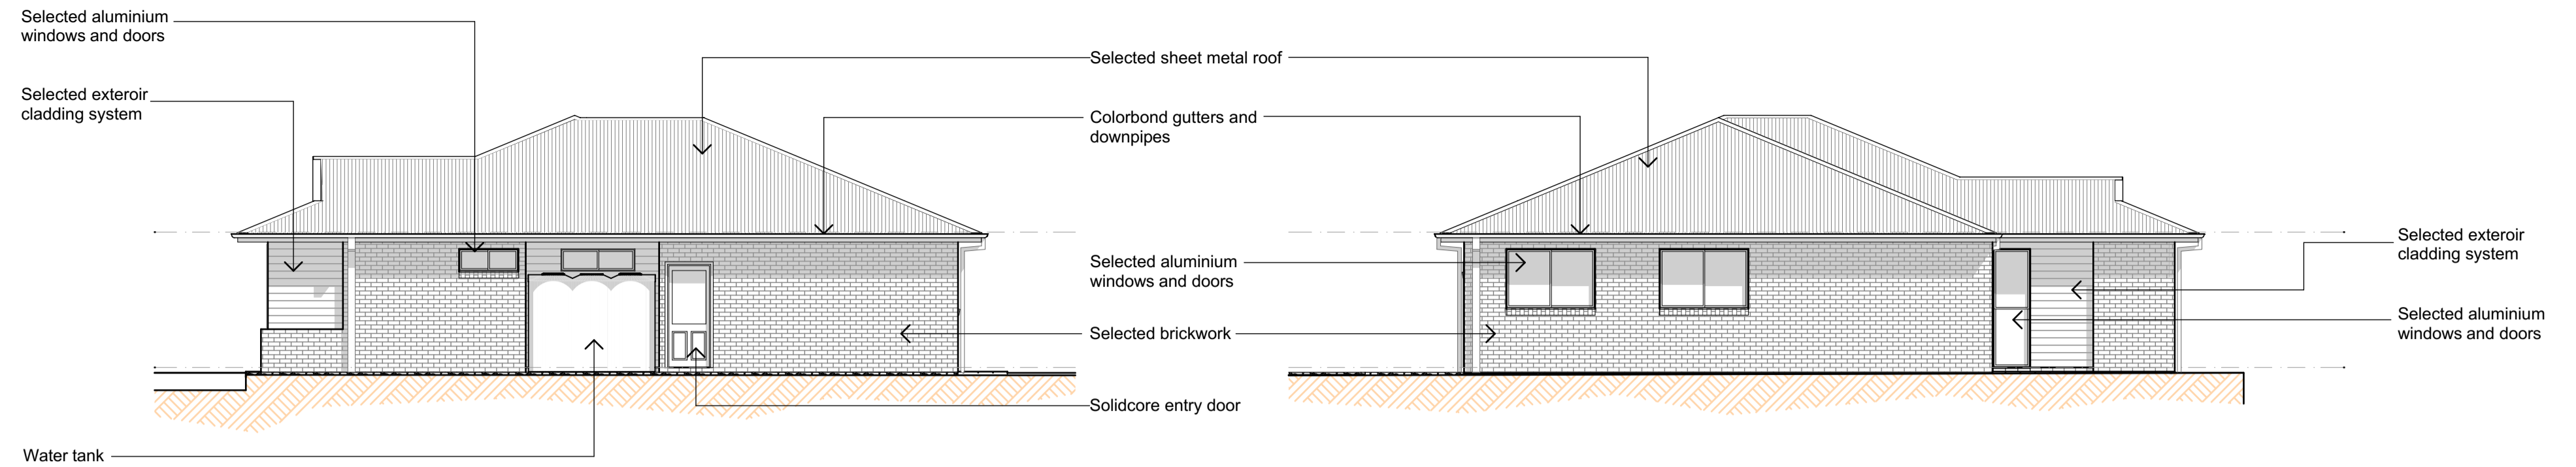 Selected aluminium
windows and doors
Selected exteroir
cladding system
Water tank
Selected sheet metal roof
Colorbond gutters and
downpipes
Selected aluminium
windows and doors
Selected brickwork
Solidcore entry door
Selected exteroir
cladding system
Selected aluminium
windows and doors